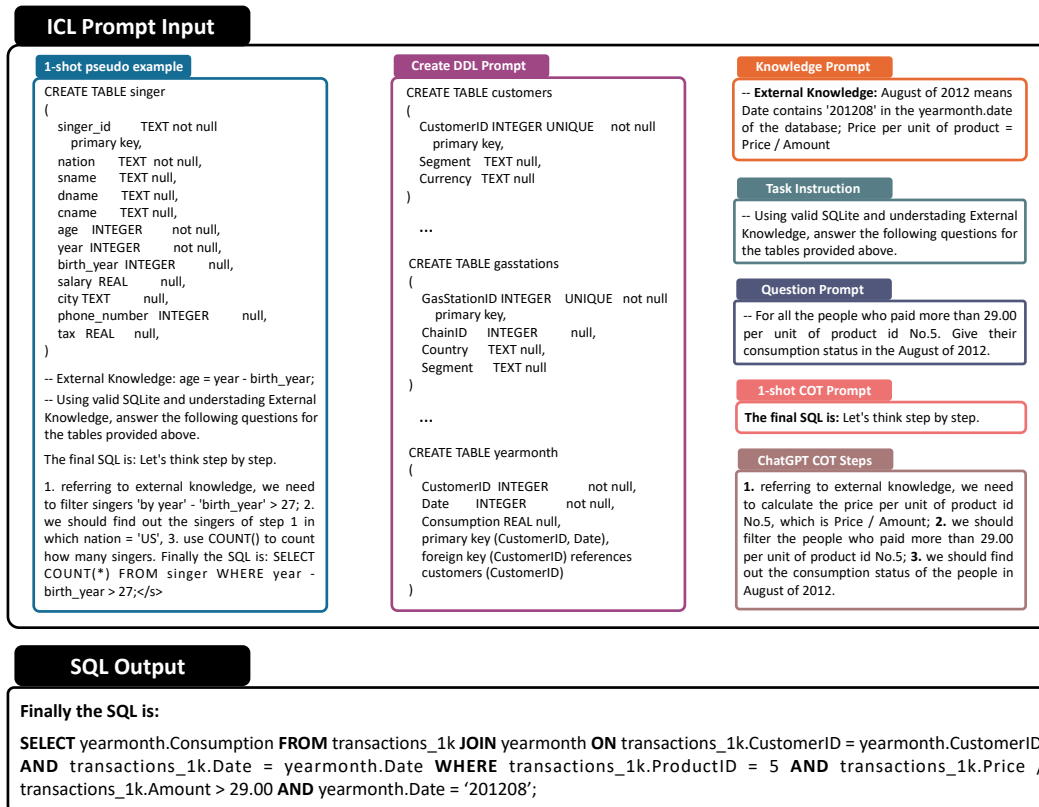 ICL Prompt Input
1-shot pseudo example
CREATE TABLE singer
(
singer_id TEXT not null
primary key,
nation TEXT not null,
sname TEXT null,
dname TEXT null,
cname TEXT null,
age INTEGER not null,
year INTEGER not null,
birth_year INTEGER null,
salary REAL null,
city TEXT null,
phone_number INTEGER null,
tax REAL null,
)
-- External Knowledge: age = year - birth_year;
-- Using valid SQLite and understading External
Knowledge, answer the following questions for
the tables provided above.
The final SQL is: Let's think step by step.
1. referring to external knowledge, we need
to filter singers 'by year' - 'birth_year' > 27; 2.
we should find out the singers of step 1 in
which nation = 'US', 3. use COUNT() to count
how many singers. Finally the SQL is: SELECT
COUNT(*) FROM singer WHERE year -
birth_year > 27;</s>
Create DDL Prompt
CREATE TABLE customers
(
CustomerID INTEGER UNIQUE not null
primary key,
Segment TEXT null,
Currency TEXT null
)
...
CREATE TABLE gasstations
(
GasStationID INTEGER UNIQUE not null
primary key,
ChainID INTEGER null,
Country TEXT null,
Segment TEXT null
)
...
CREATE TABLE yearmonth
(
CustomerID INTEGER not null,
Date INTEGER not null,
Consumption REAL null,
primary key (CustomerID, Date),
foreign key (CustomerID) references
customers (CustomerID)
)
Knowledge Prompt
-- External Knowledge: August of 2012 means
Date contains '201208' in the yearmonth.date
of the database; Price per unit of product =
Price / Amount
Task Instruction
-- Using valid SQLite and understading External
Knowledge, answer the following questions for
the tables provided above.
Question Prompt
-- For all the people who paid more than 29.00
per unit of product id No.5. Give their
consumption status in the August of 2012.
1-shot COT Prompt
The final SQL is: Let's think step by step.
ChatGPT COT Steps
1. referring to external knowledge, we need
to calculate the price per unit of product id
No.5, which is Price / Amount; 2. we should
filter the people who paid more than 29.00
per unit of product id No.5; 3. we should find
out the consumption status of the people in
August of 2012.
SQL Output
Finally the SQL is:
SELECT yearmonth.Consumption FROM transactions_1k JOIN yearmonth ON transactions_1k.CustomerID = yearmonth.CustomerID
AND transactions_1k.Date = yearmonth.Date WHERE transactions_1k.ProductID = 5 AND transactions_1k.Price /
transactions_1k.Amount > 29.00 AND yearmonth.Date = ‘201208’;